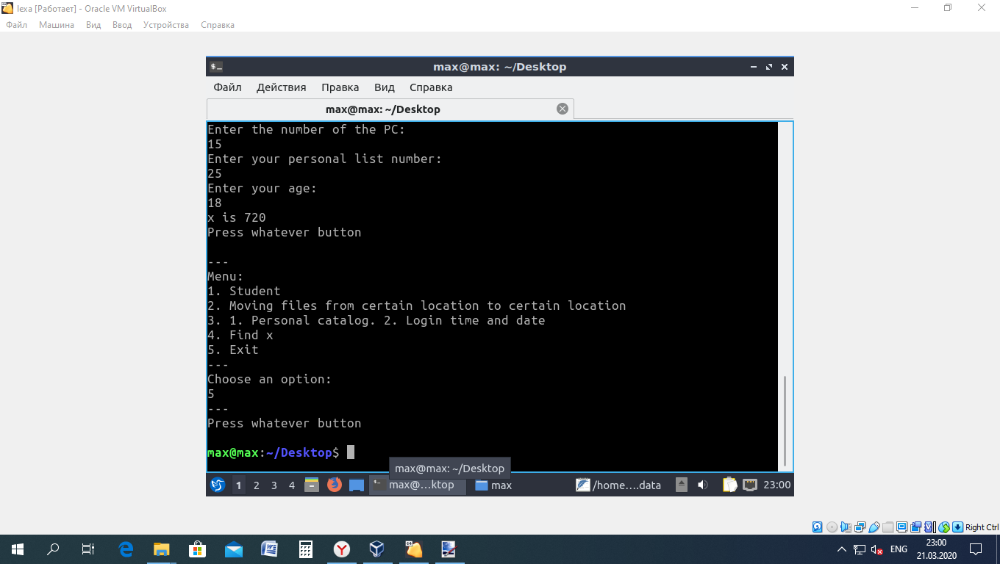 lexa [Работает] - Oracle VM VirtualBox
Файл Машина Вид Ввод Устройства Справка
max@max: ~/Desktop
Файл Действия Правка Вид Справка
max@max: ~/Desktop
Enter the number of the PC:
15
Enter your personal list number:
25
Enter your age:
18
x is 720
Press whatever button
---
Menu:
1. Student
2. Moving files from certain location to certain location
3. 1. Personal catalog. 2. Login time and date
4. Find x
5. Exit
---
Choose an option:
5
---
Press whatever button
max@max:~/Desktop$
max@max: ~/Desktop
1 2 3 4 max@...ktop max /home....data 23:00
Right Ctrl
ENG 23:00
21.03.2020